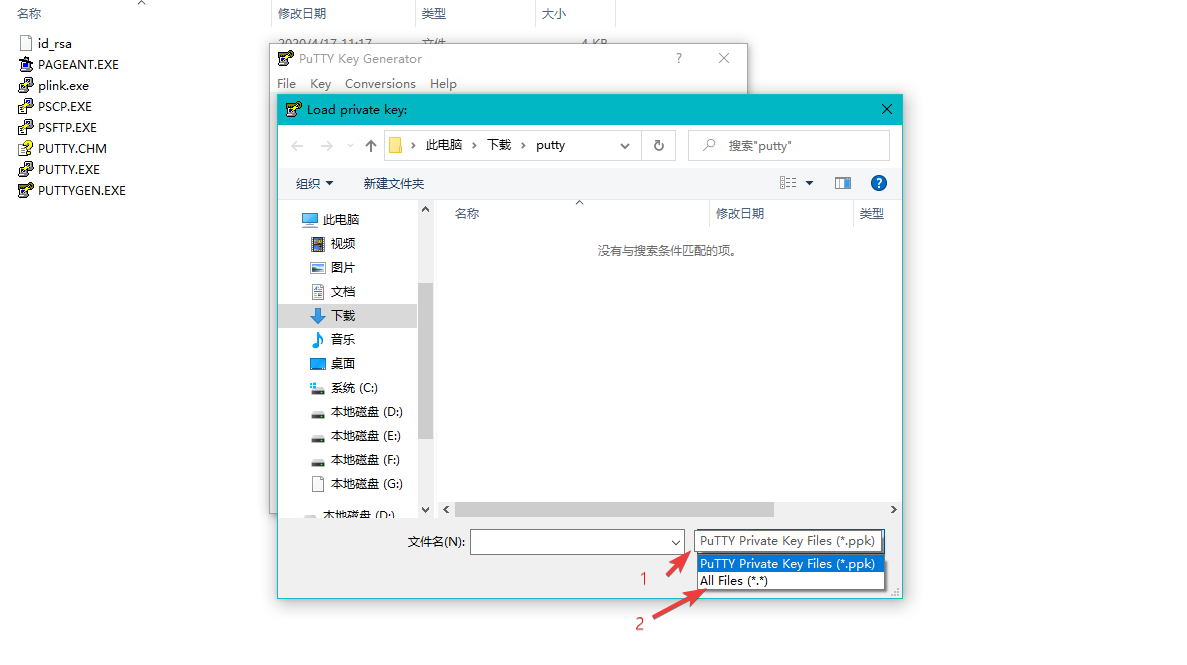 名称 修改日期 类型 大小
id_rsa 2020/4/17 11:17 文件 4 KB
PAGEANT.EXE
plink.exe
PSCP.EXE
PSFTP.EXE
PUTTY.CHM
PUTTY.EXE
PUTTYGEN.EXE
PuTTY Key Generator ?
File Key Conversions Help
Load private key:
此电脑 › 下载 › putty
搜索"putty"
组织 新建文件夹 ?
名称 修改日期 类型
没有与搜索条件匹配的项。
此电脑
视频
图片
文档
下载
音乐
桌面
系统 (C:)
本地磁盘 (D:)
本地磁盘 (E:)
本地磁盘 (F:)
本地磁盘 (G:)
本地磁盘 (D:)
文件名(N): PuTTY Private Key Files (*.ppk)
PuTTY Private Key Files (*.ppk)
All Files (*.*)
1
2